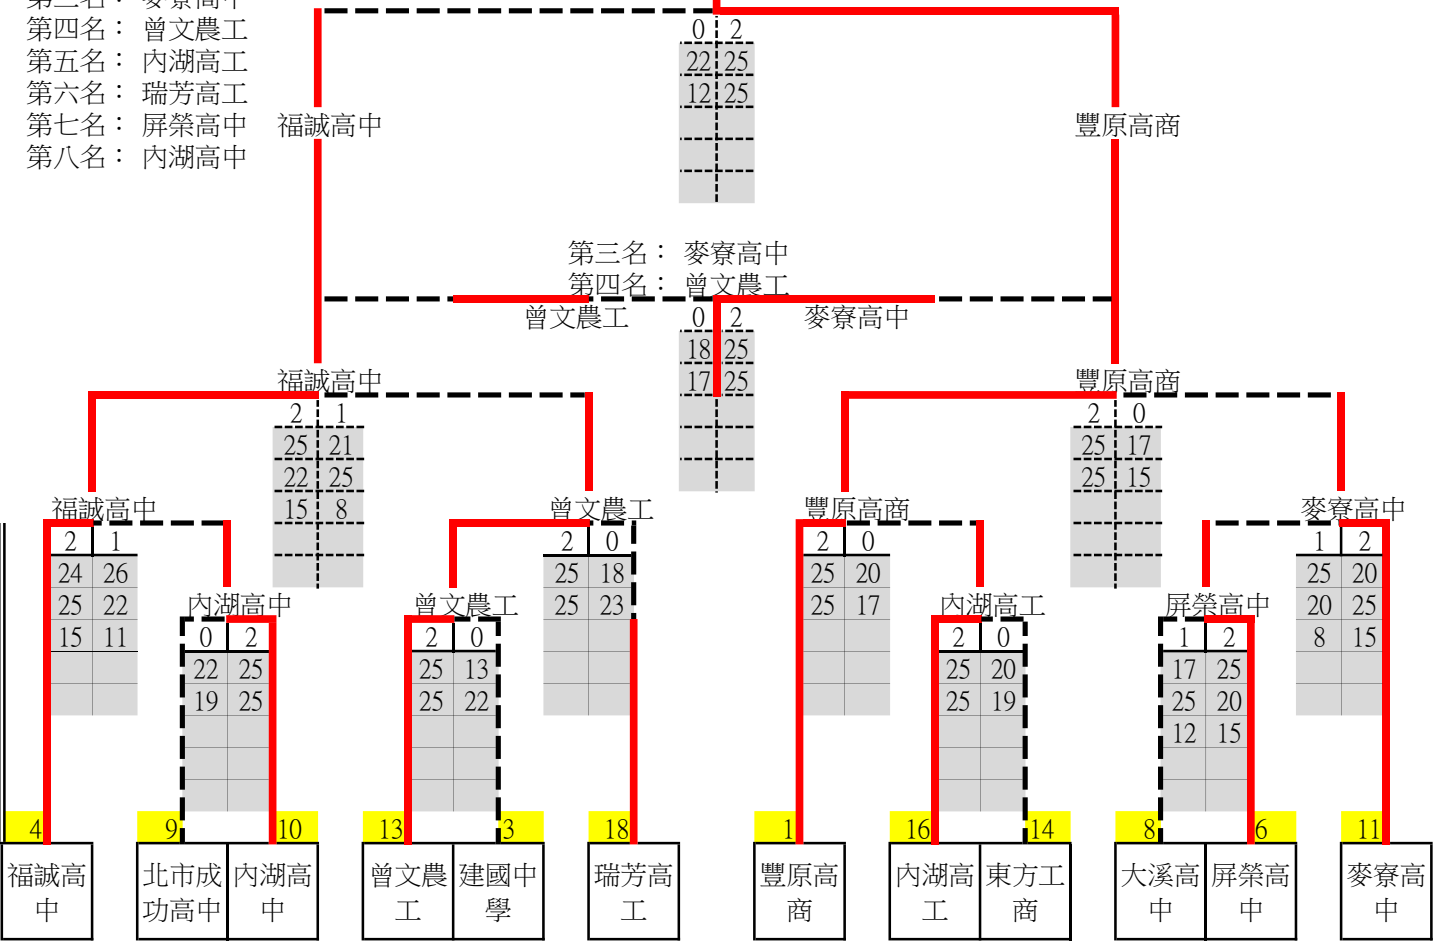 第三名： 麥寮高中
第四名： 曾文農工
第五名： 內湖高工
第六名： 瑞芳高工
第七名： 屏榮高中
第八名： 內湖高中
0 2
22 25
12 25
福誠高中
豐原高商
第三名： 麥寮高中
第四名： 曾文農工
曾文農工
0 2
麥寮高中
18 25
17 25
福誠高中
2 1
25 21
22 25
15 8
豐原高商
2 0
25 17
25 15
福誠高中
2 1
24 26
25 22
15 11
曾文農工
2 0
25 18
25 23
豐原高商
2 0
25 20
25 17
麥寮高中
1 2
25 20
20 25
8 15
內湖高中
0 2
22 25
19 25
曾文農工
2 0
25 13
25 22
內湖高工
2 0
25 20
25 19
屏榮高中
1 2
17 25
25 20
12 15
4 9 10 13 3 18 1 16 14 8 6 11
福誠高
中
北市成
功高中
內湖高
中
曾文農
工
建國中
學
瑞芳高
工
豐原高
商
內湖高
工
東方工
商
大溪高
中
屏榮高
中
麥寮高
中